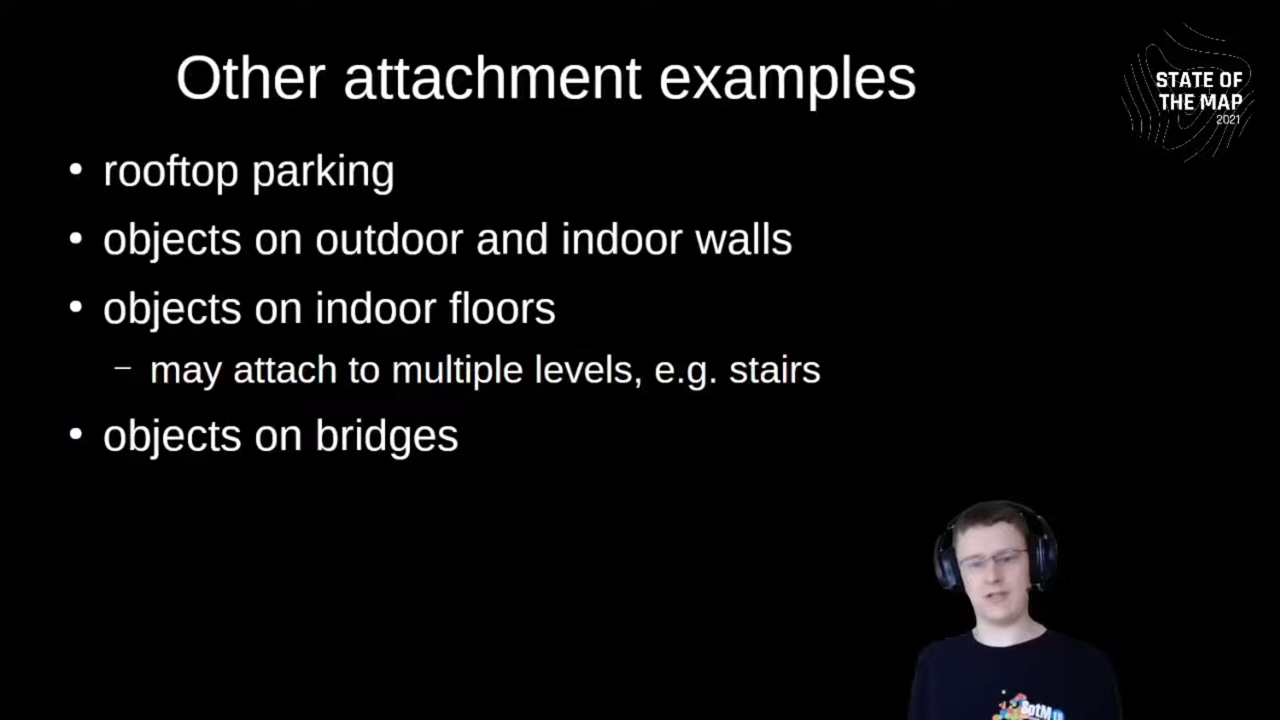 Other attachment examples
STATE OF
THE MAP
2021
• rooftop parking
• objects on outdoor and indoor walls
• objects on indoor floors
– may attach to multiple levels, e.g. stairs
• objects on bridges
SotM